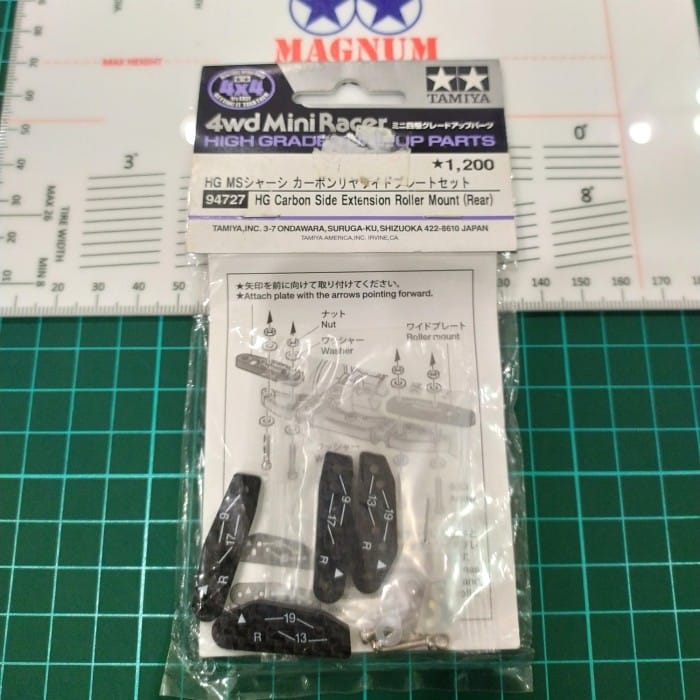 MAGNUM
MAX HEIGHT
4x4
TAMIYA
4wd Mini Racer ミニ四駆グレードアップパーツ
HIGH GRADE UP PARTS
★1,200
HG MSシャーシ カーボンリヤサイドプレートセット
94727 HG Carbon Side Extension Roller Mount (Rear)
TAMIYA,INC. 3-7 ONDAWARA, SURUGA-KU, SHIZUOKA 422-8610 JAPAN
TAMIYA AMERICA,INC. IRVINE,CA
3°
0°
8°
MAX 26
TIRE WIDTH
MIN 8
10
20
30
130
140
150
160
170
★矢印を前に向けて取り付けてください。
★Attach plate with the arrows pointing forward.
ナット
Nut
ワッシャー
Washer
ワイドプレート
Roller mount
9
17
R
9
17
R
19
13
R
19
R 13